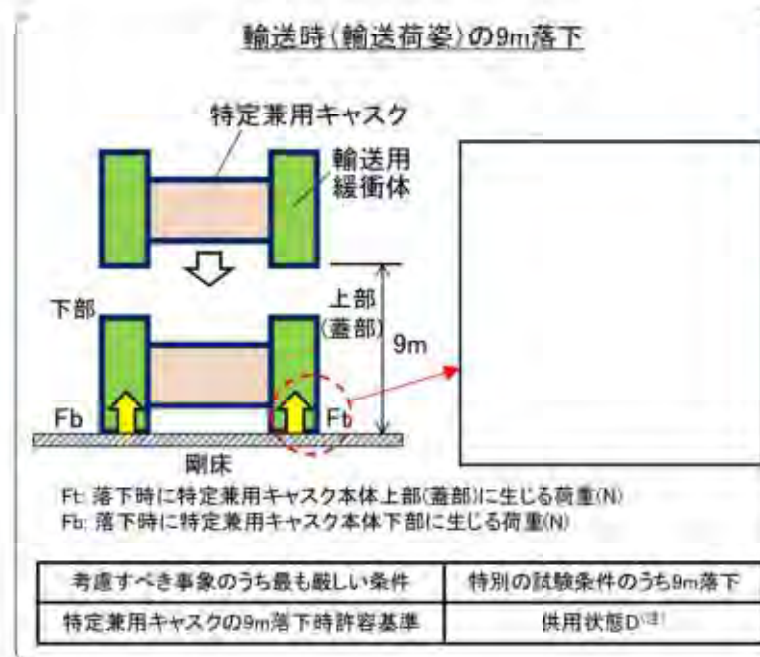 輸送時(輸送荷姿)の9m落下
特定兼用キャスク
輸送用
緩衝体
下部
上部
(蓋部)
9m
Fb
Ft
剛床
Ft: 落下時に特定兼用キャスク本体上部(蓋部)に生じる荷重(N)
Fb: 落下時に特定兼用キャスク本体下部に生じる荷重(N)
考慮すべき事象のうち最も厳しい条件 特別の試験条件のうち9m落下
特定兼用キャスクの9m落下時許容基準 供用状態D(注)